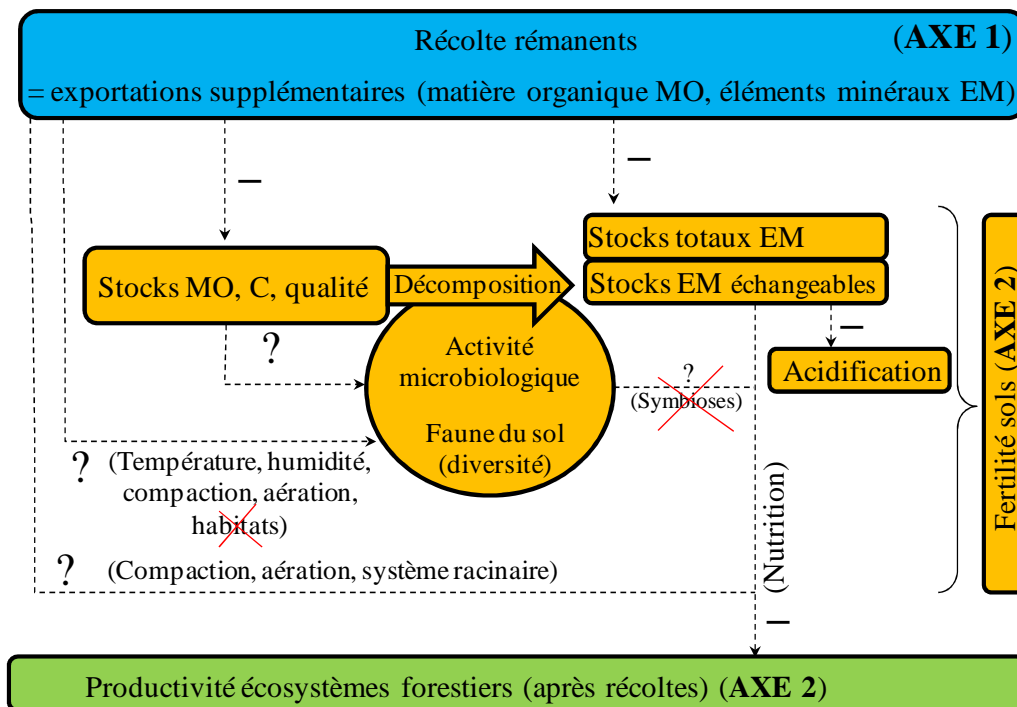 Récolte rémanents
(AXE 1)
= exportations supplémentaires (matière organique MO, éléments minéraux EM)
–
–
Stocks totaux EM
Stocks MO, C, qualité
Décomposition
Stocks EM échangeables
?
–
Activité
microbiologique
Acidification
?
(Symbioses)
Faune du sol
(diversité)
? (Température, humidité,
compaction, aération,
habitats)
? (Compaction, aération, système racinaire)
(Nutrition)
Fertilité sols (AXE 2)
–
Productivité écosystèmes forestiers (après récoltes) (AXE 2)